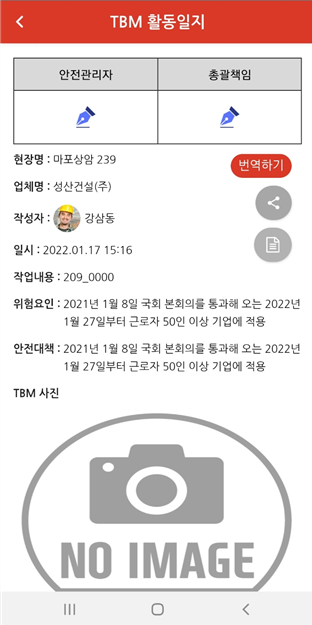 TBM 활동일지
안전관리자 총괄책임
현장명 : 마포상암 239
번역하기
업체명 : 성산건설(주)
작성자 : 강삼동
일시 : 2022.01.17 15:16
작업내용 : 209_0000
위험요인 : 2021년 1월 8일 국회 본회의를 통과해 오는 2022년
1월 27일부터 근로자 50인 이상 기업에 적용
안전대책 : 2021년 1월 8일 국회 본회의를 통과해 오는 2022년
1월 27일부터 근로자 50인 이상 기업에 적용
TBM 사진
NO IMAGE